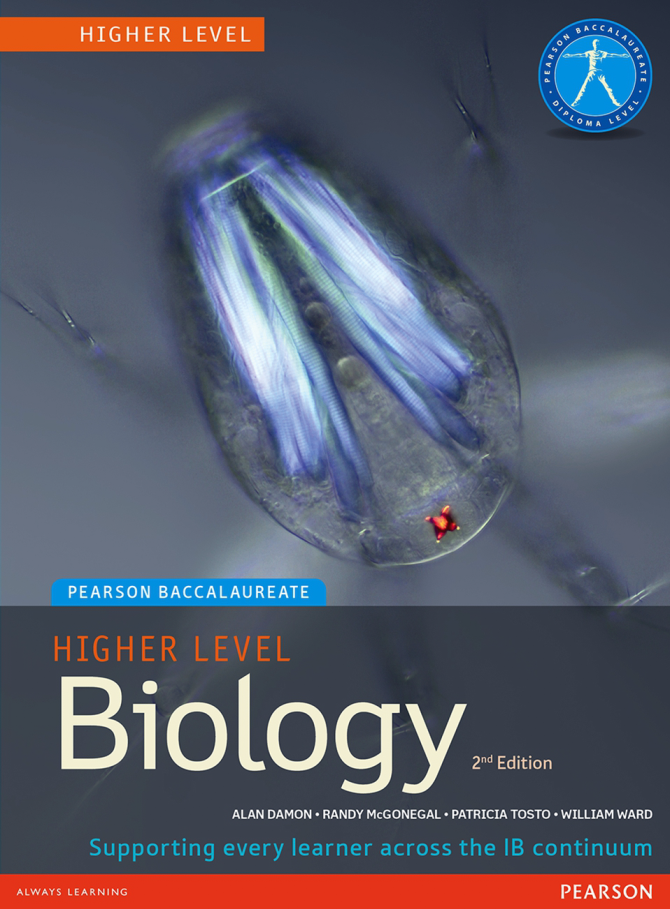 HIGHER LEVEL
PEARSON BACCALAUREATE
• DIPLOMA LEVEL •
PEARSON BACCALAUREATE
HIGHER LEVEL
Biology
2nd Edition
ALAN DAMON • RANDY McGONEGAL • PATRICIA TOSTO • WILLIAM WARD
Supporting every learner across the IB continuum
ALWAYS LEARNING
PEARSON